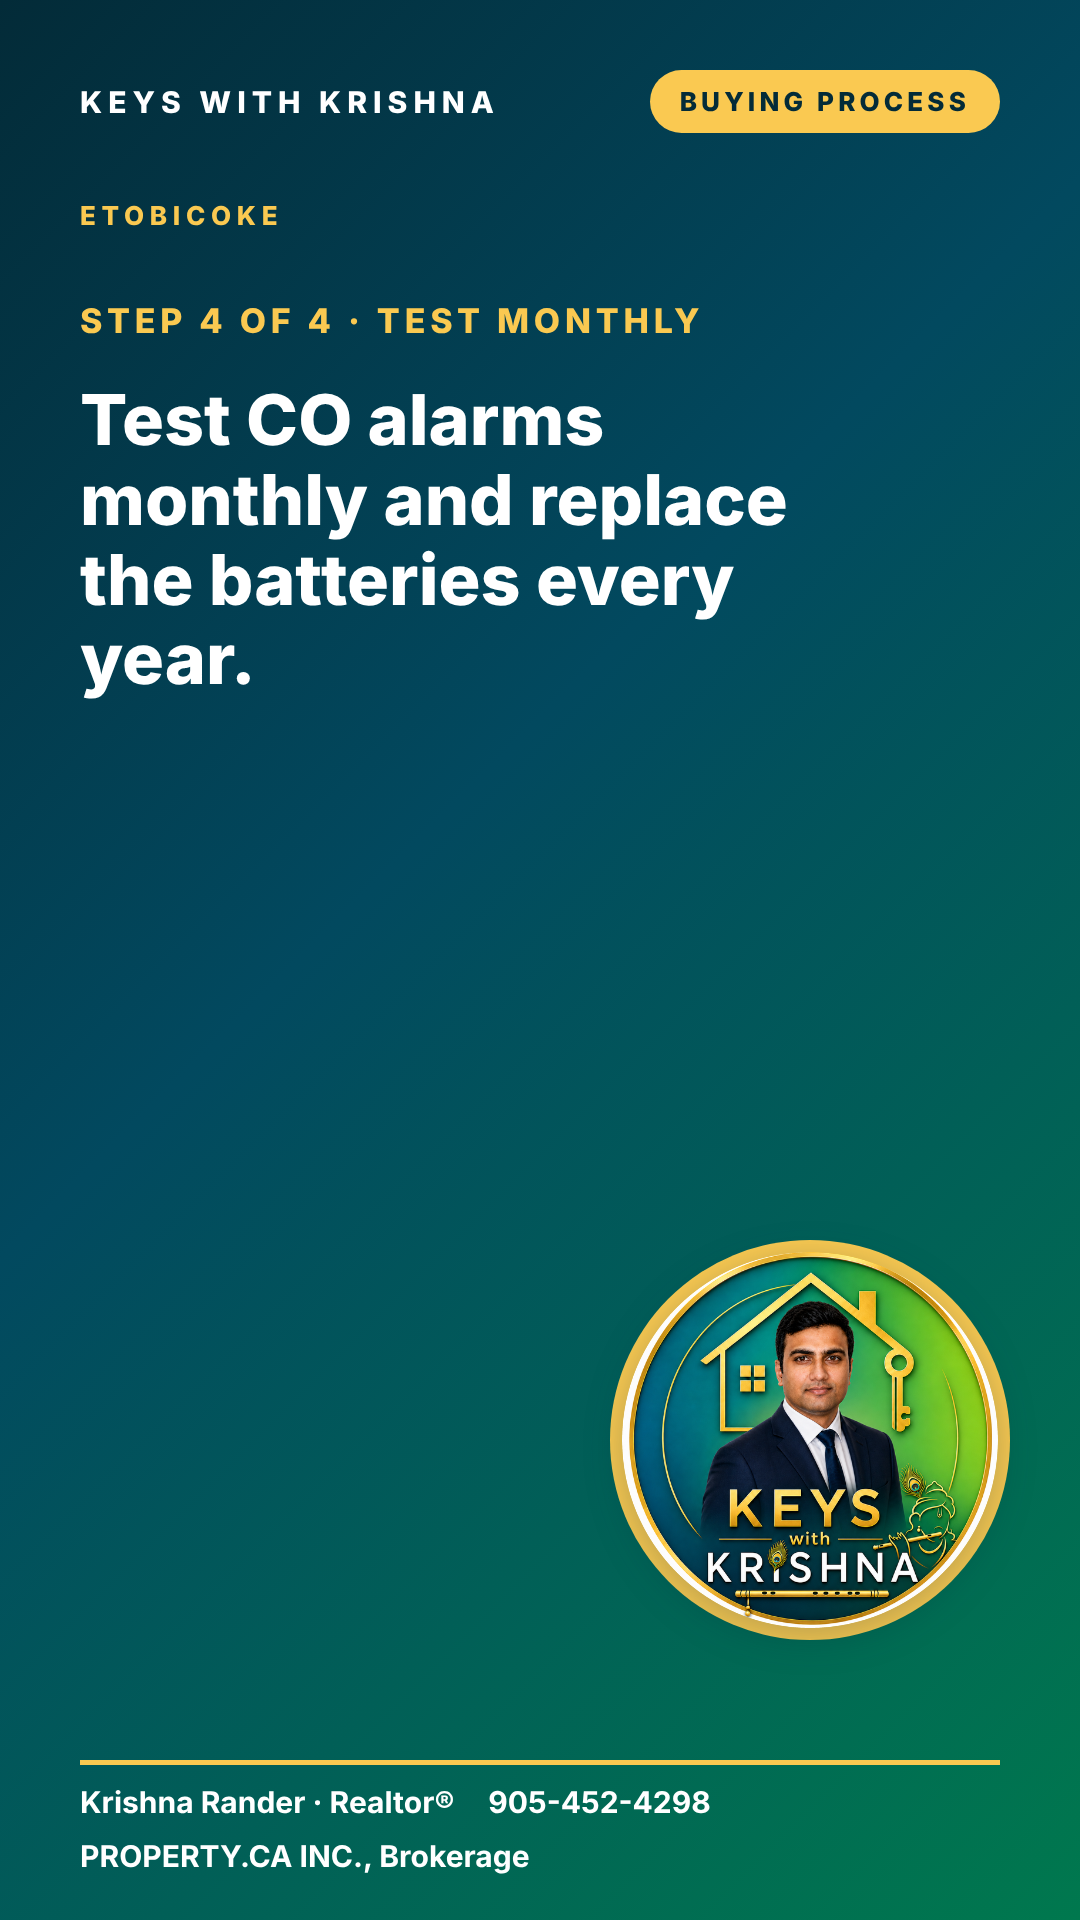 KEYS WITH KRISHNA
BUYING PROCESS
ETOBICOKE
STEP 4 OF 4 · TEST MONTHLY
Test CO alarms
monthly and replace
the batteries every
year.
KEYS
with
KRISHNA
Krishna Rander · Realtor® 905-452-4298
PROPERTY.CA INC., Brokerage